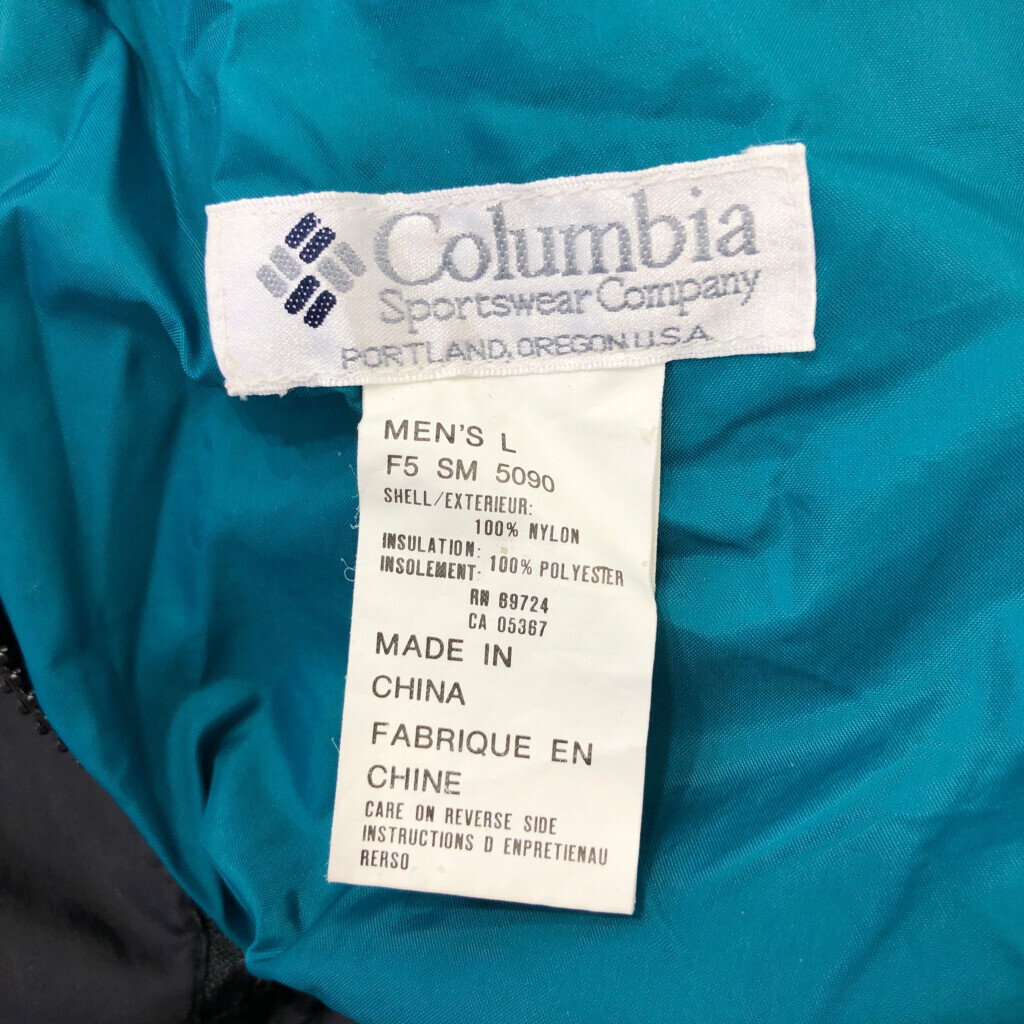 Columbia
Sportswear Company
PORTLAND, OREGON U.S.A.
MEN'S L
F5 SM 5090
SHELL/EXTERIEUR:
100% NYLON
INSULATION:
INSOLEMENT: 100% POLYESTER
RN 69724
CA 05367
MADE IN
CHINA
FABRIQUE EN
CHINE
CARE ON REVERSE SIDE
INSTRUCTIONS D ENPRETIENAU
RERSO